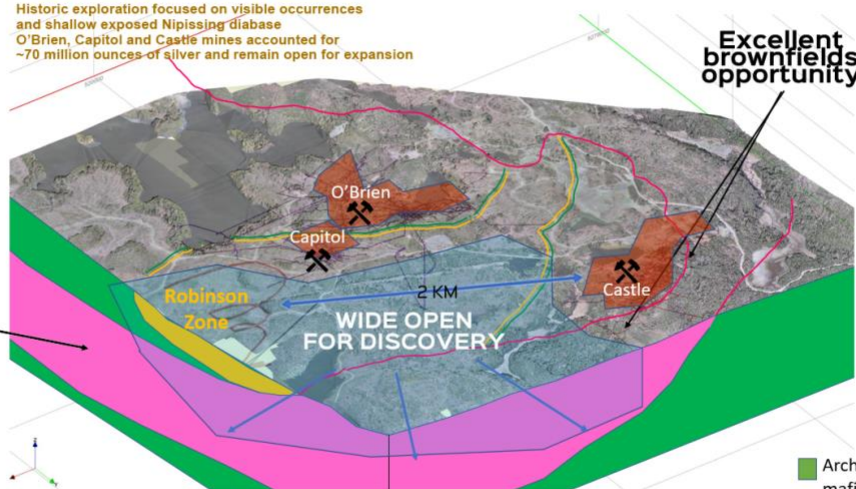 Historic exploration focused on visible occurrences
and shallow exposed Nipissing diabase
O'Brien, Capitol and Castle mines accounted for
~70 million ounces of silver and remain open for expansion
Excellent
brownfields
opportunity
O'Brien
Capitol
Castle
Robinson
Zone
2 KM
WIDE OPEN
FOR DISCOVERY
Arch
mafi